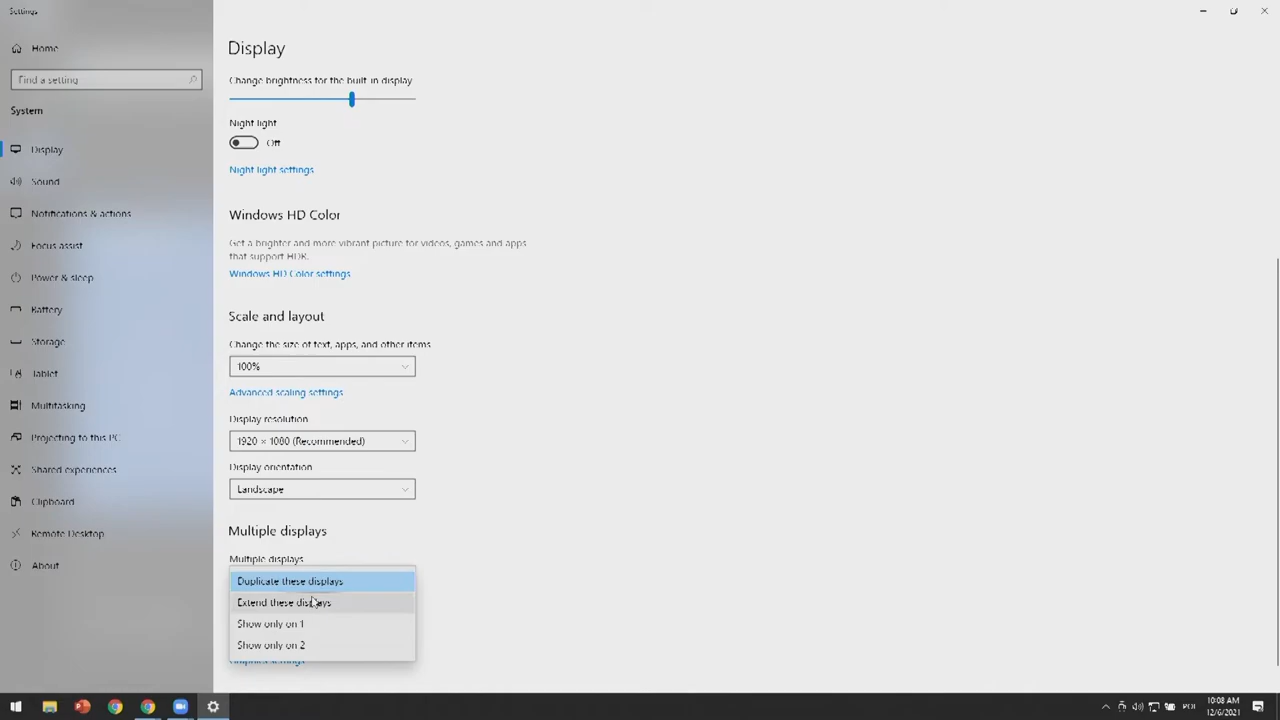 Settings
Home
Find a setting
System
Display
Sound
Notifications & actions
Focus assist
Power & sleep
Battery
Storage
Tablet
Multitasking
Projecting to this PC
Shared experiences
Clipboard
Remote Desktop
About
Display
Change brightness for the built-in display
Night light
Off
Night light settings
Windows HD Color
Get a brighter and more vibrant picture for videos, games and apps
that support HDR.
Windows HD Color settings
Scale and layout
Change the size of text, apps, and other items
100%
Advanced scaling settings
Display resolution
1920 × 1080 (Recommended)
Display orientation
Landscape
Multiple displays
Multiple displays
Duplicate these displays
Extend these displays
Show only on 1
Show only on 2
Graphics settings
POL
10:08 AM
12/6/2021